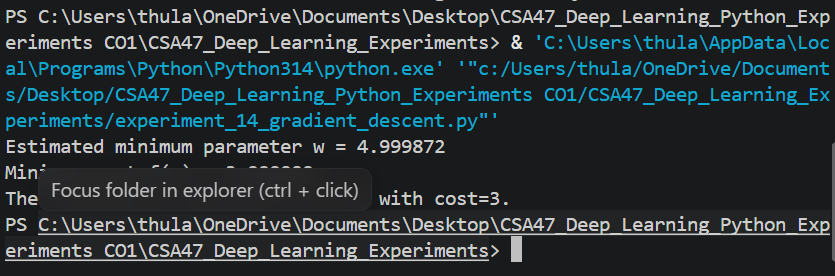 PS C:\Users\thula\OneDrive\Documents\Desktop\CSA47_Deep_Learning_Python_Exp
eriments CO1\CSA47_Deep_Learning_Experiments> & 'C:\Users\thula\AppData\Loc
al\Programs\Python\Python314\python.exe' '"c:/Users/thula/OneDrive/Document
s/Desktop/CSA47_Deep_Learning_Python_Experiments CO1/CSA47_Deep_Learning_Ex
periments/experiment_14_gradient_descent.py"'
Estimated minimum parameter w = 4.999872
Focus folder in explorer (ctrl + click)
The with cost=3.
PS C:\Users\thula\OneDrive\Documents\Desktop\CSA47_Deep_Learning_Python_Exp
eriments CO1\CSA47_Deep_Learning_Experiments>